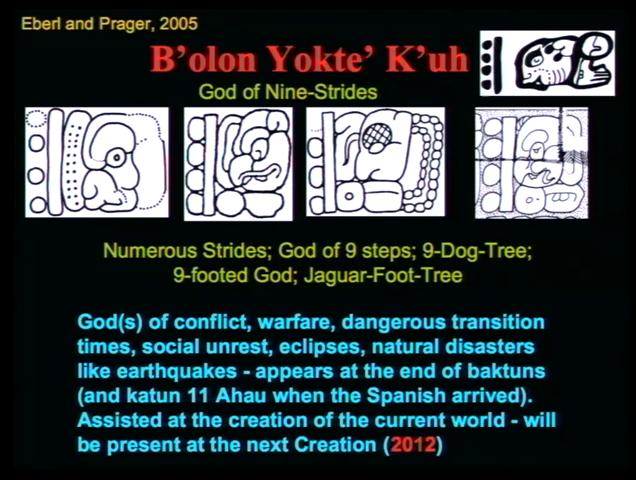 Eberl and Prager, 2005
B'olon Yokte' K'uh
God of Nine-Strides
Numerous Strides; God of 9 steps; 9-Dog-Tree;
9-footed God; Jaguar-Foot-Tree
God(s) of conflict, warfare, dangerous transition
times, social unrest, eclipses, natural disasters
like earthquakes - appears at the end of baktuns
(and katun 11 Ahau when the Spanish arrived).
Assisted at the creation of the current world - will
be present at the next Creation (2012)